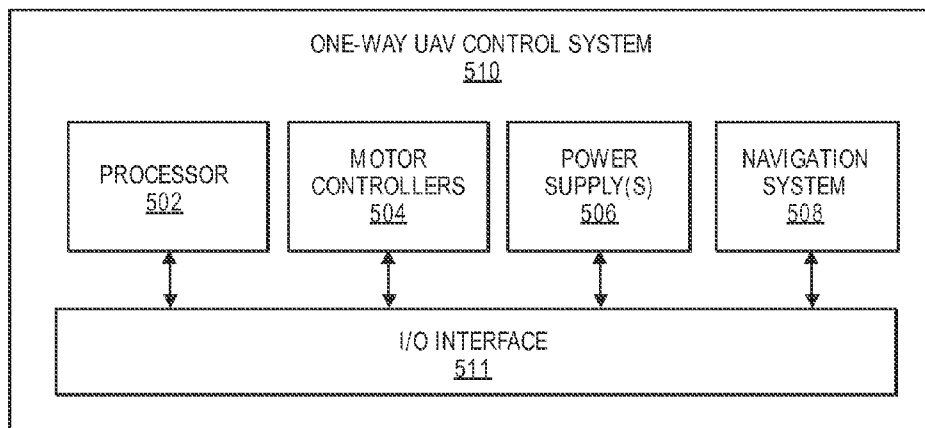 ONE-WAY UAV CONTROL SYSTEM
510
PROCESSOR
502
MOTOR
CONTROLLERS
504
POWER
SUPPLY(S)
506
NAVIGATION
SYSTEM
508
I/O INTERFACE
511